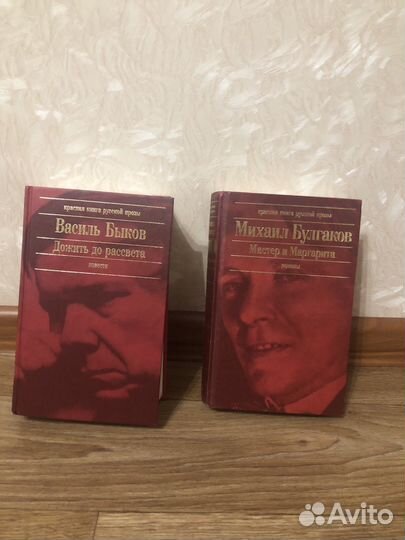 красная книга русской прозы
Василь Быков
Дожить до рассвета
повести
красная книга русской прозы
Михаил Булгаков
Мастер и Маргарита
романы
Avito